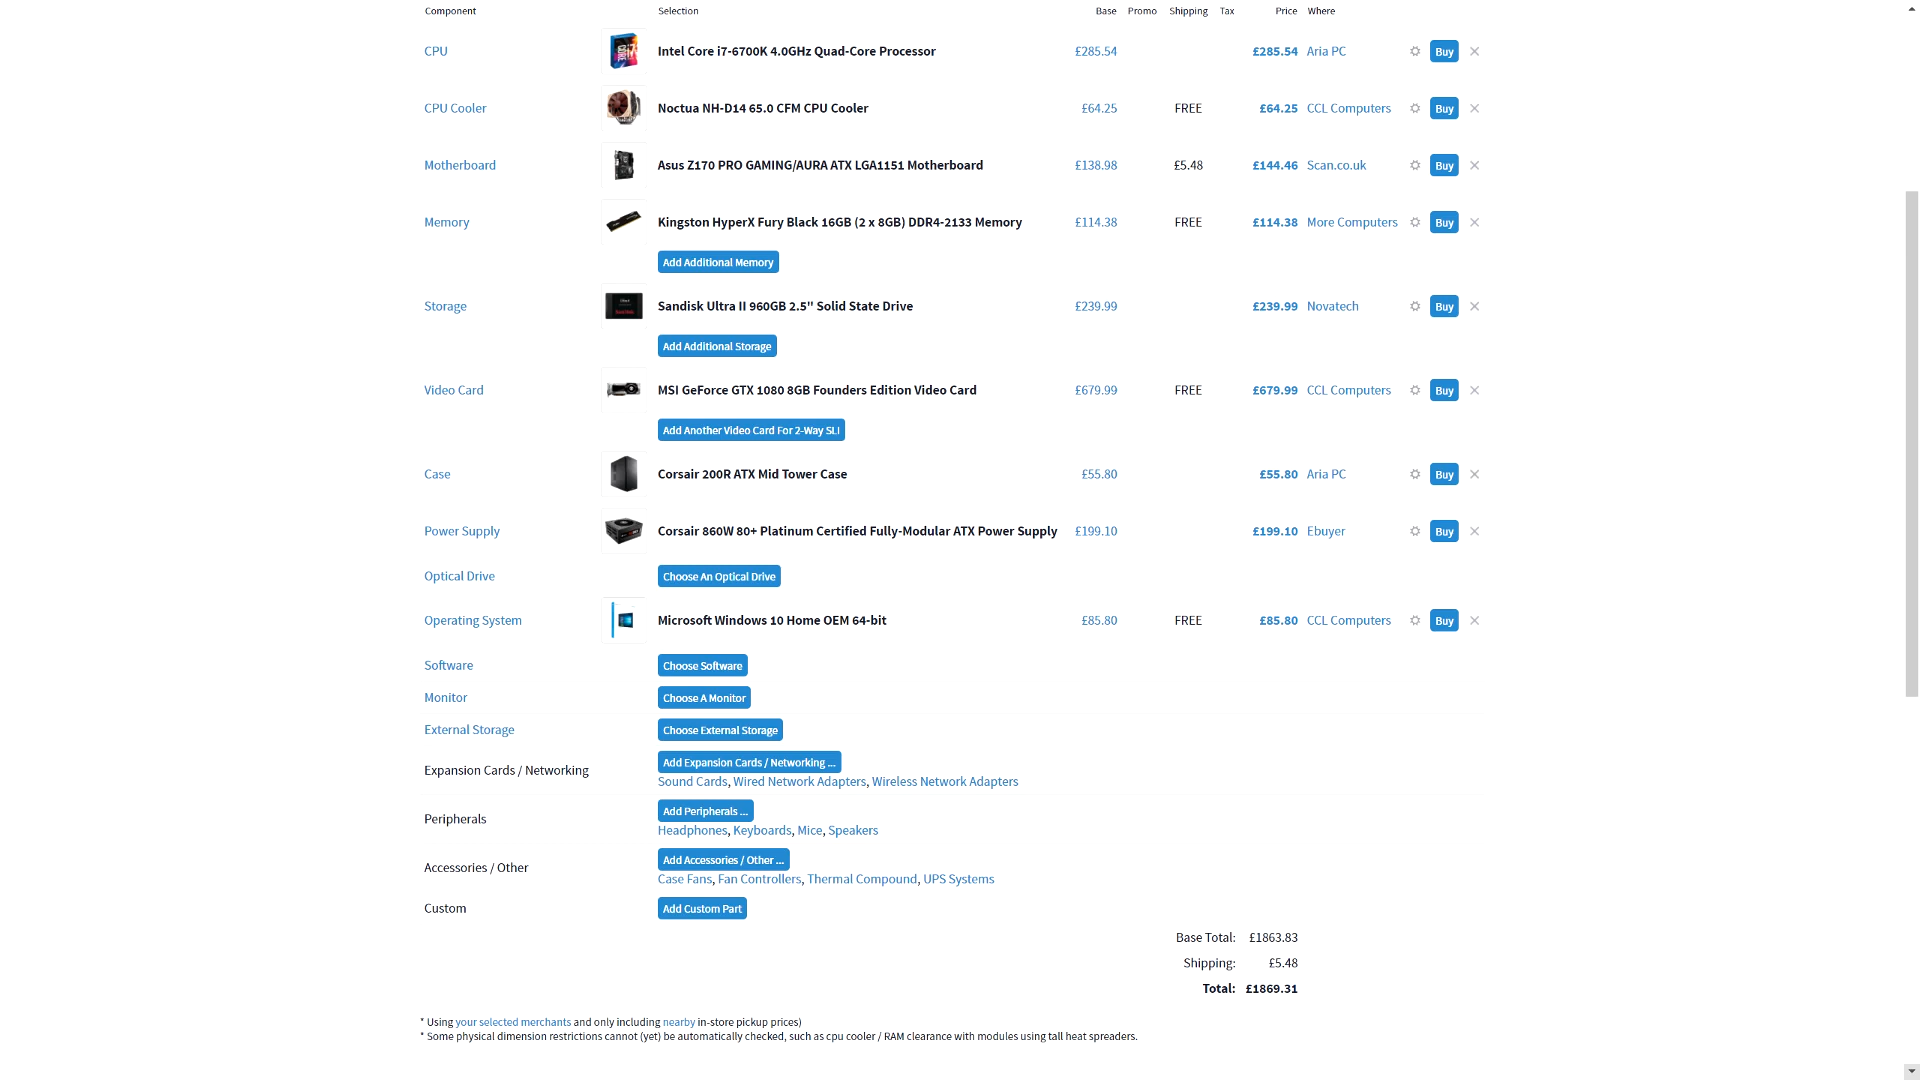 Component Selection Base Promo Shipping Tax Price Where
CPU Intel Core i7-6700K 4.0GHz Quad-Core Processor £285.54 £285.54 Aria PC Buy
CPU Cooler Noctua NH-D14 65.0 CFM CPU Cooler £64.25 FREE £64.25 CCL Computers Buy
Motherboard Asus Z170 PRO GAMING/AURA ATX LGA1151 Motherboard £138.98 £5.48 £144.46 Scan.co.uk Buy
Memory Kingston HyperX Fury Black 16GB (2 x 8GB) DDR4-2133 Memory £114.38 FREE £114.38 More Computers Buy
Add Additional Memory
Storage Sandisk Ultra II 960GB 2.5" Solid State Drive £239.99 £239.99 Novatech Buy
Add Additional Storage
Video Card MSI GeForce GTX 1080 8GB Founders Edition Video Card £679.99 FREE £679.99 CCL Computers Buy
Add Another Video Card For 2-Way SLI
Case Corsair 200R ATX Mid Tower Case £55.80 £55.80 Aria PC Buy
Power Supply Corsair 860W 80+ Platinum Certified Fully-Modular ATX Power Supply £199.10 £199.10 Ebuyer Buy
Optical Drive Choose An Optical Drive
Operating System Microsoft Windows 10 Home OEM 64-bit £85.80 FREE £85.80 CCL Computers Buy
Software Choose Software
Monitor Choose A Monitor
External Storage Choose External Storage
Expansion Cards / Networking Add Expansion Cards / Networking ...
Sound Cards, Wired Network Adapters, Wireless Network Adapters
Peripherals Add Peripherals ...
Headphones, Keyboards, Mice, Speakers
Accessories / Other Add Accessories / Other ...
Case Fans, Fan Controllers, Thermal Compound, UPS Systems
Custom Add Custom Part
Base Total: £1863.83
Shipping: £5.48
Total: £1869.31
* Using your selected merchants and only including nearby in-store pickup prices)
* Some physical dimension restrictions cannot (yet) be automatically checked, such as cpu cooler / RAM clearance with modules using tall heat spreaders.